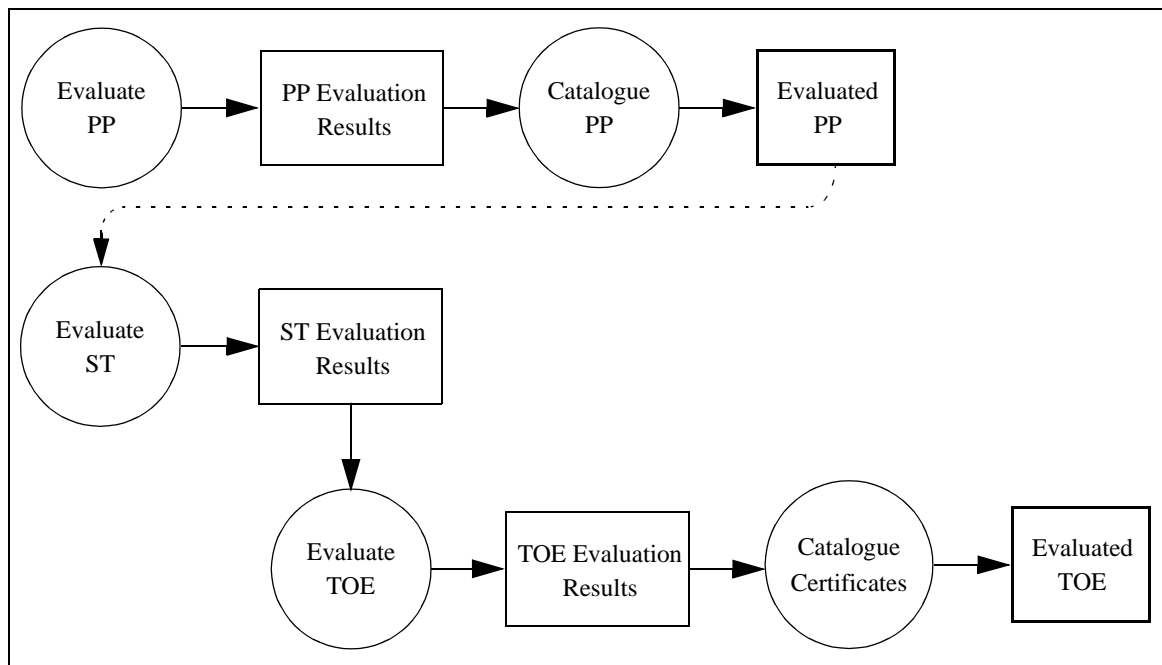 Evaluate
PP
PP Evaluation
Results
Catalogue
PP
Evaluated
PP
Evaluate
ST
ST Evaluation
Results
Evaluate
TOE
TOE Evaluation
Results
Catalogue
Certificates
Evaluated
TOE